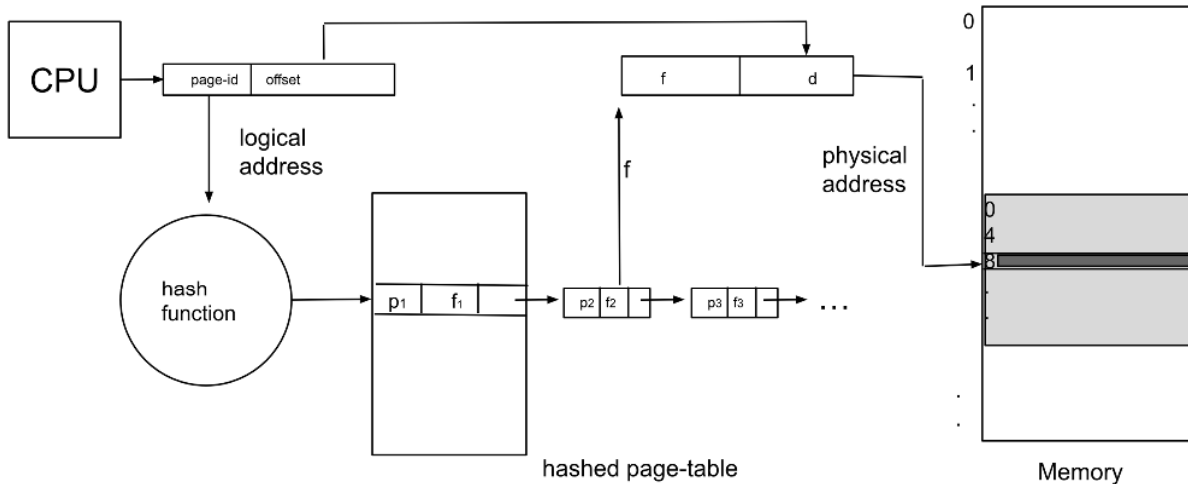 CPU
page-id offset
logical
address
hash
function
p1 f1
p2 f2
p3 f3
...
hashed page-table
f
f d
physical
address
0
1
.
.
0
4
8
.
.
.
.
Memory